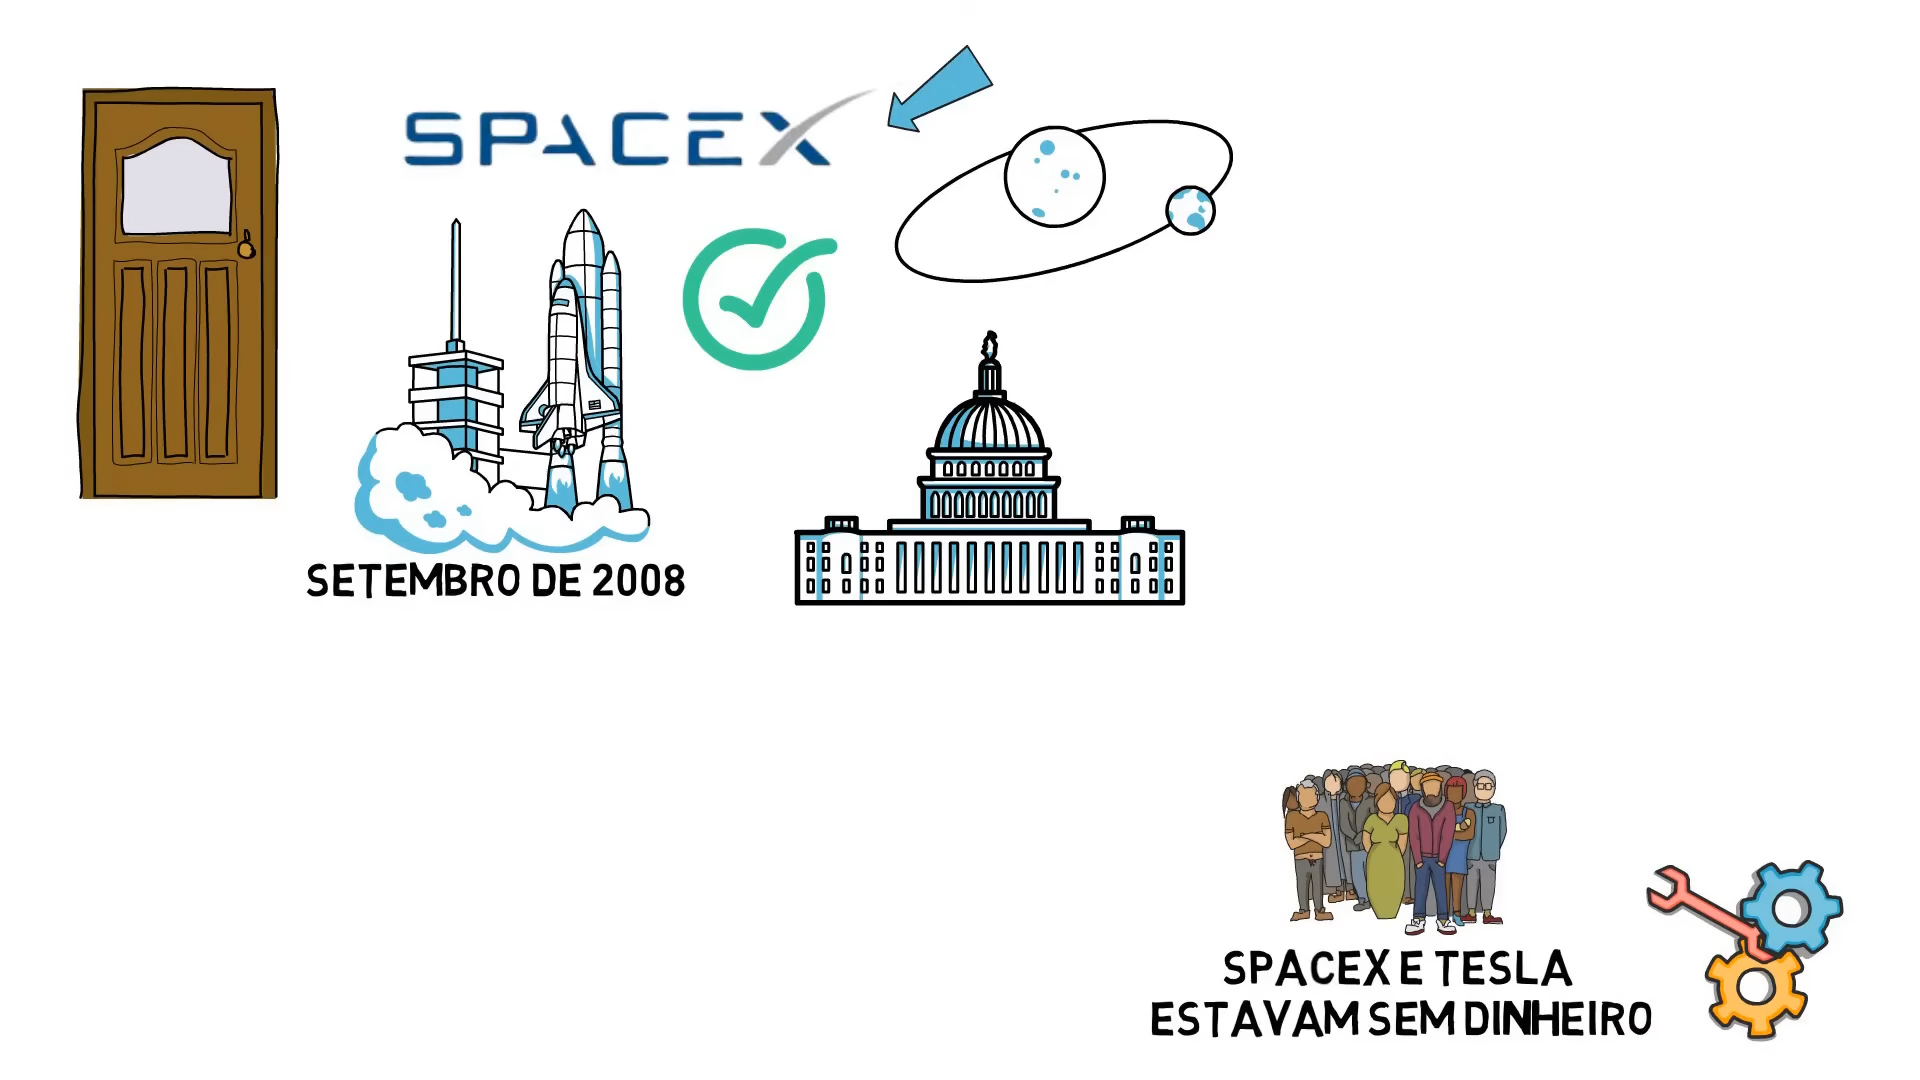 SPACEX
SETEMBRO DE 2008
SPACEX E TESLA
ESTAVAM SEM DINHEIRO